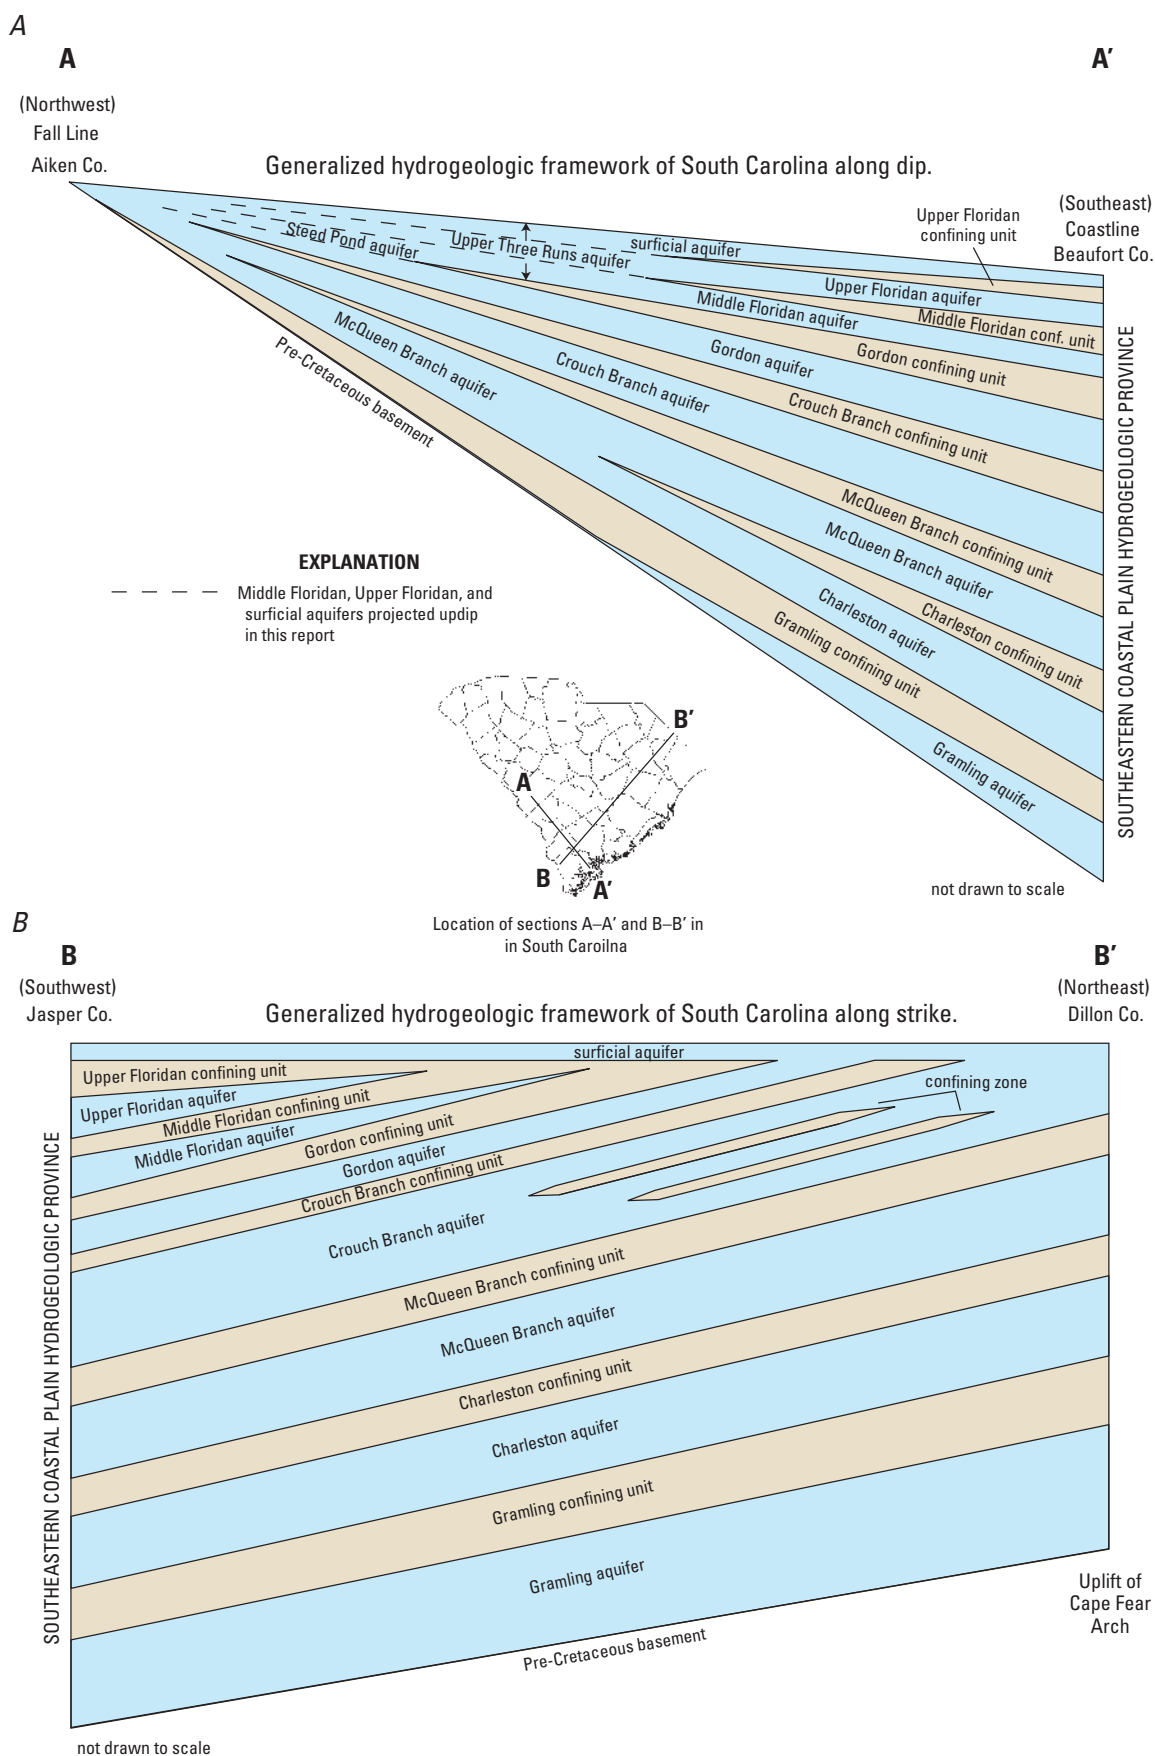 A
A
A′
(Northwest)
Fall Line
Aiken Co.
Generalized hydrogeologic framework of South Carolina along dip.
(Southeast)
Coastline
Beaufort Co.
Upper Floridan
confining unit
surficial aquifer
Steed Pond aquifer
Upper Three Runs aquifer
Upper Floridan aquifer
Middle Floridan conf. unit
Middle Floridan aquifer
Gordon confining unit
Gordon aquifer
Crouch Branch confining unit
Crouch Branch aquifer
McQueen Branch aquifer
Pre-Cretaceous basement
McQueen Branch confining unit
McQueen Branch aquifer
Charleston confining unit
Charleston aquifer
Gramling confining unit
Gramling aquifer
SOUTHEASTERN COASTAL PLAIN HYDROGEOLOGIC PROVINCE
EXPLANATION
Middle Floridan, Upper Floridan, and
surficial aquifers projected updip
in this report
A
B′
B
A′
Location of sections A–A′ and B–B′ in
in South Caroilna
not drawn to scale
B
B
B′
(Southwest)
Jasper Co.
Generalized hydrogeologic framework of South Carolina along strike.
(Northeast)
Dillon Co.
surficial aquifer
Upper Floridan confining unit
confining zone
Upper Floridan aquifer
Middle Floridan confining unit
Middle Floridan aquifer
Gordon confining unit
Gordon aquifer
Crouch Branch confining unit
Crouch Branch aquifer
McQueen Branch confining unit
McQueen Branch aquifer
Charleston confining unit
Charleston aquifer
Gramling confining unit
Gramling aquifer
Pre-Cretaceous basement
SOUTHEASTERN COASTAL PLAIN HYDROGEOLOGIC PROVINCE
Uplift of
Cape Fear
Arch
not drawn to scale